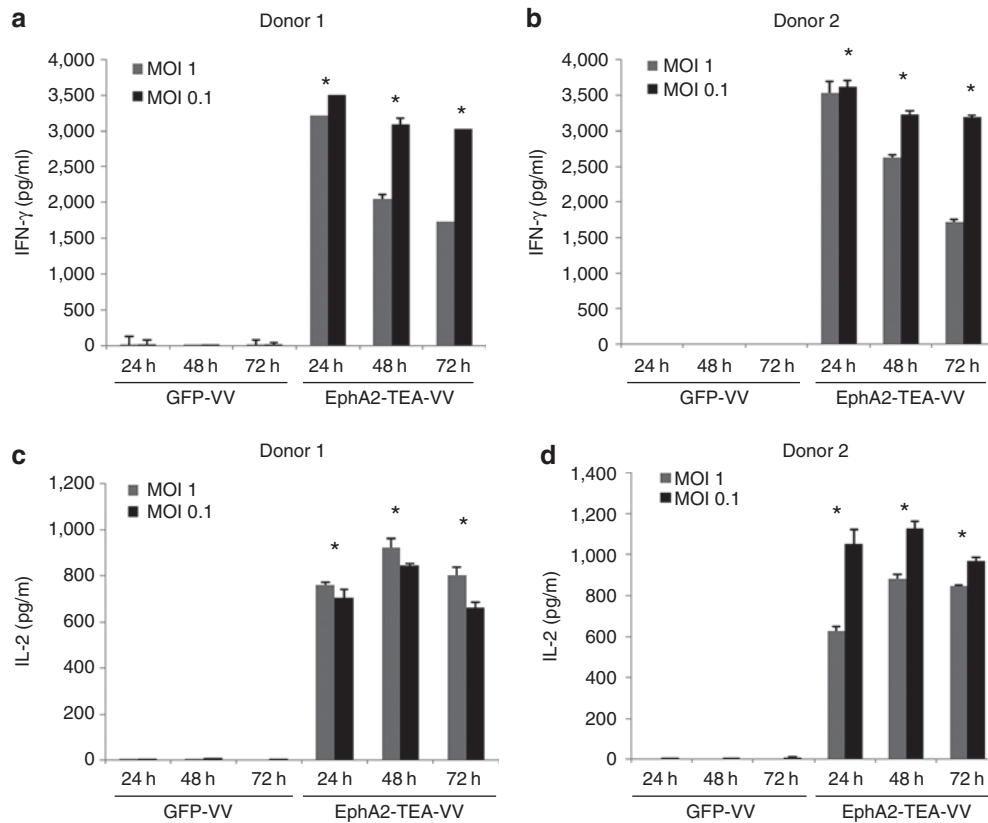 a
Donor 1
4,000
3,500
3,000
2,500
2,000
1,500
1,000
500
0
IFN-γ (pg/ml)
MOI 1
MOI 0.1
* * *
24 h 48 h 72 h 24 h 48 h 72 h
GFP-VV EphA2-TEA-VV
b
Donor 2
4,000
3,500
3,000
2,500
2,000
1,500
1,000
500
0
IFN-γ (pg/ml)
MOI 1
MOI 0.1
* * *
24 h 48 h 72 h 24 h 48 h 72 h
GFP-VV EphA2-TEA-VV
c
Donor 1
1,200
1,000
800
600
400
200
0
IL-2 (pg/m)
MOI 1
MOI 0.1
* * *
24 h 48 h 72 h 24 h 48 h 72 h
GFP-VV EphA2-TEA-VV
d
Donor 2
1,400
1,200
1,000
800
600
400
200
0
IL-2 (pg/m)
MOI 1
MOI 0.1
* * *
24 h 48 h 72 h 24 h 48 h 72 h
GFP-VV EphA2-TEA-VV